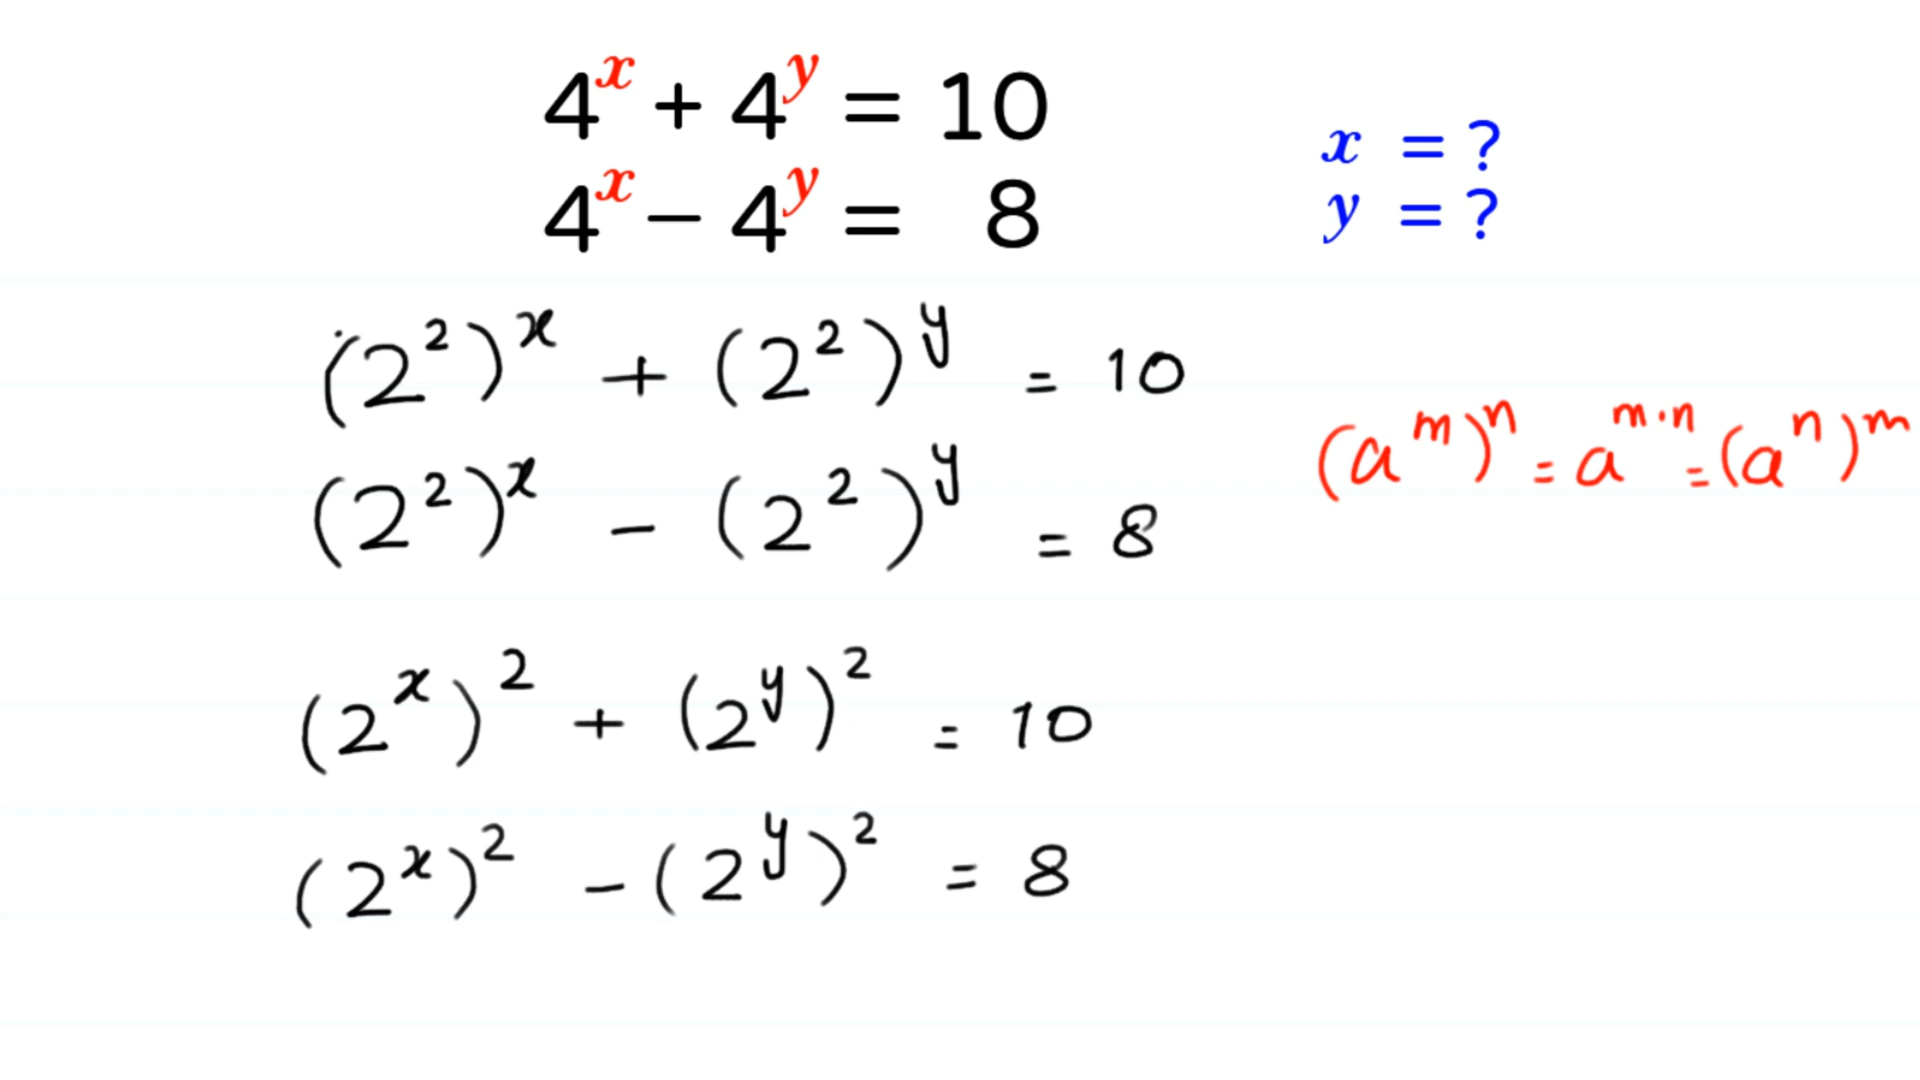 4^x + 4^y = 10
4^x − 4^y = 8
x = ?
y = ?
(2^2)^x + (2^2)^y = 10
(2^2)^x − (2^2)^y = 8
(a^m)^n = a^{m·n} = (a^n)^m
(2^x)^2 + (2^y)^2 = 10
(2^x)^2 − (2^y)^2 = 8